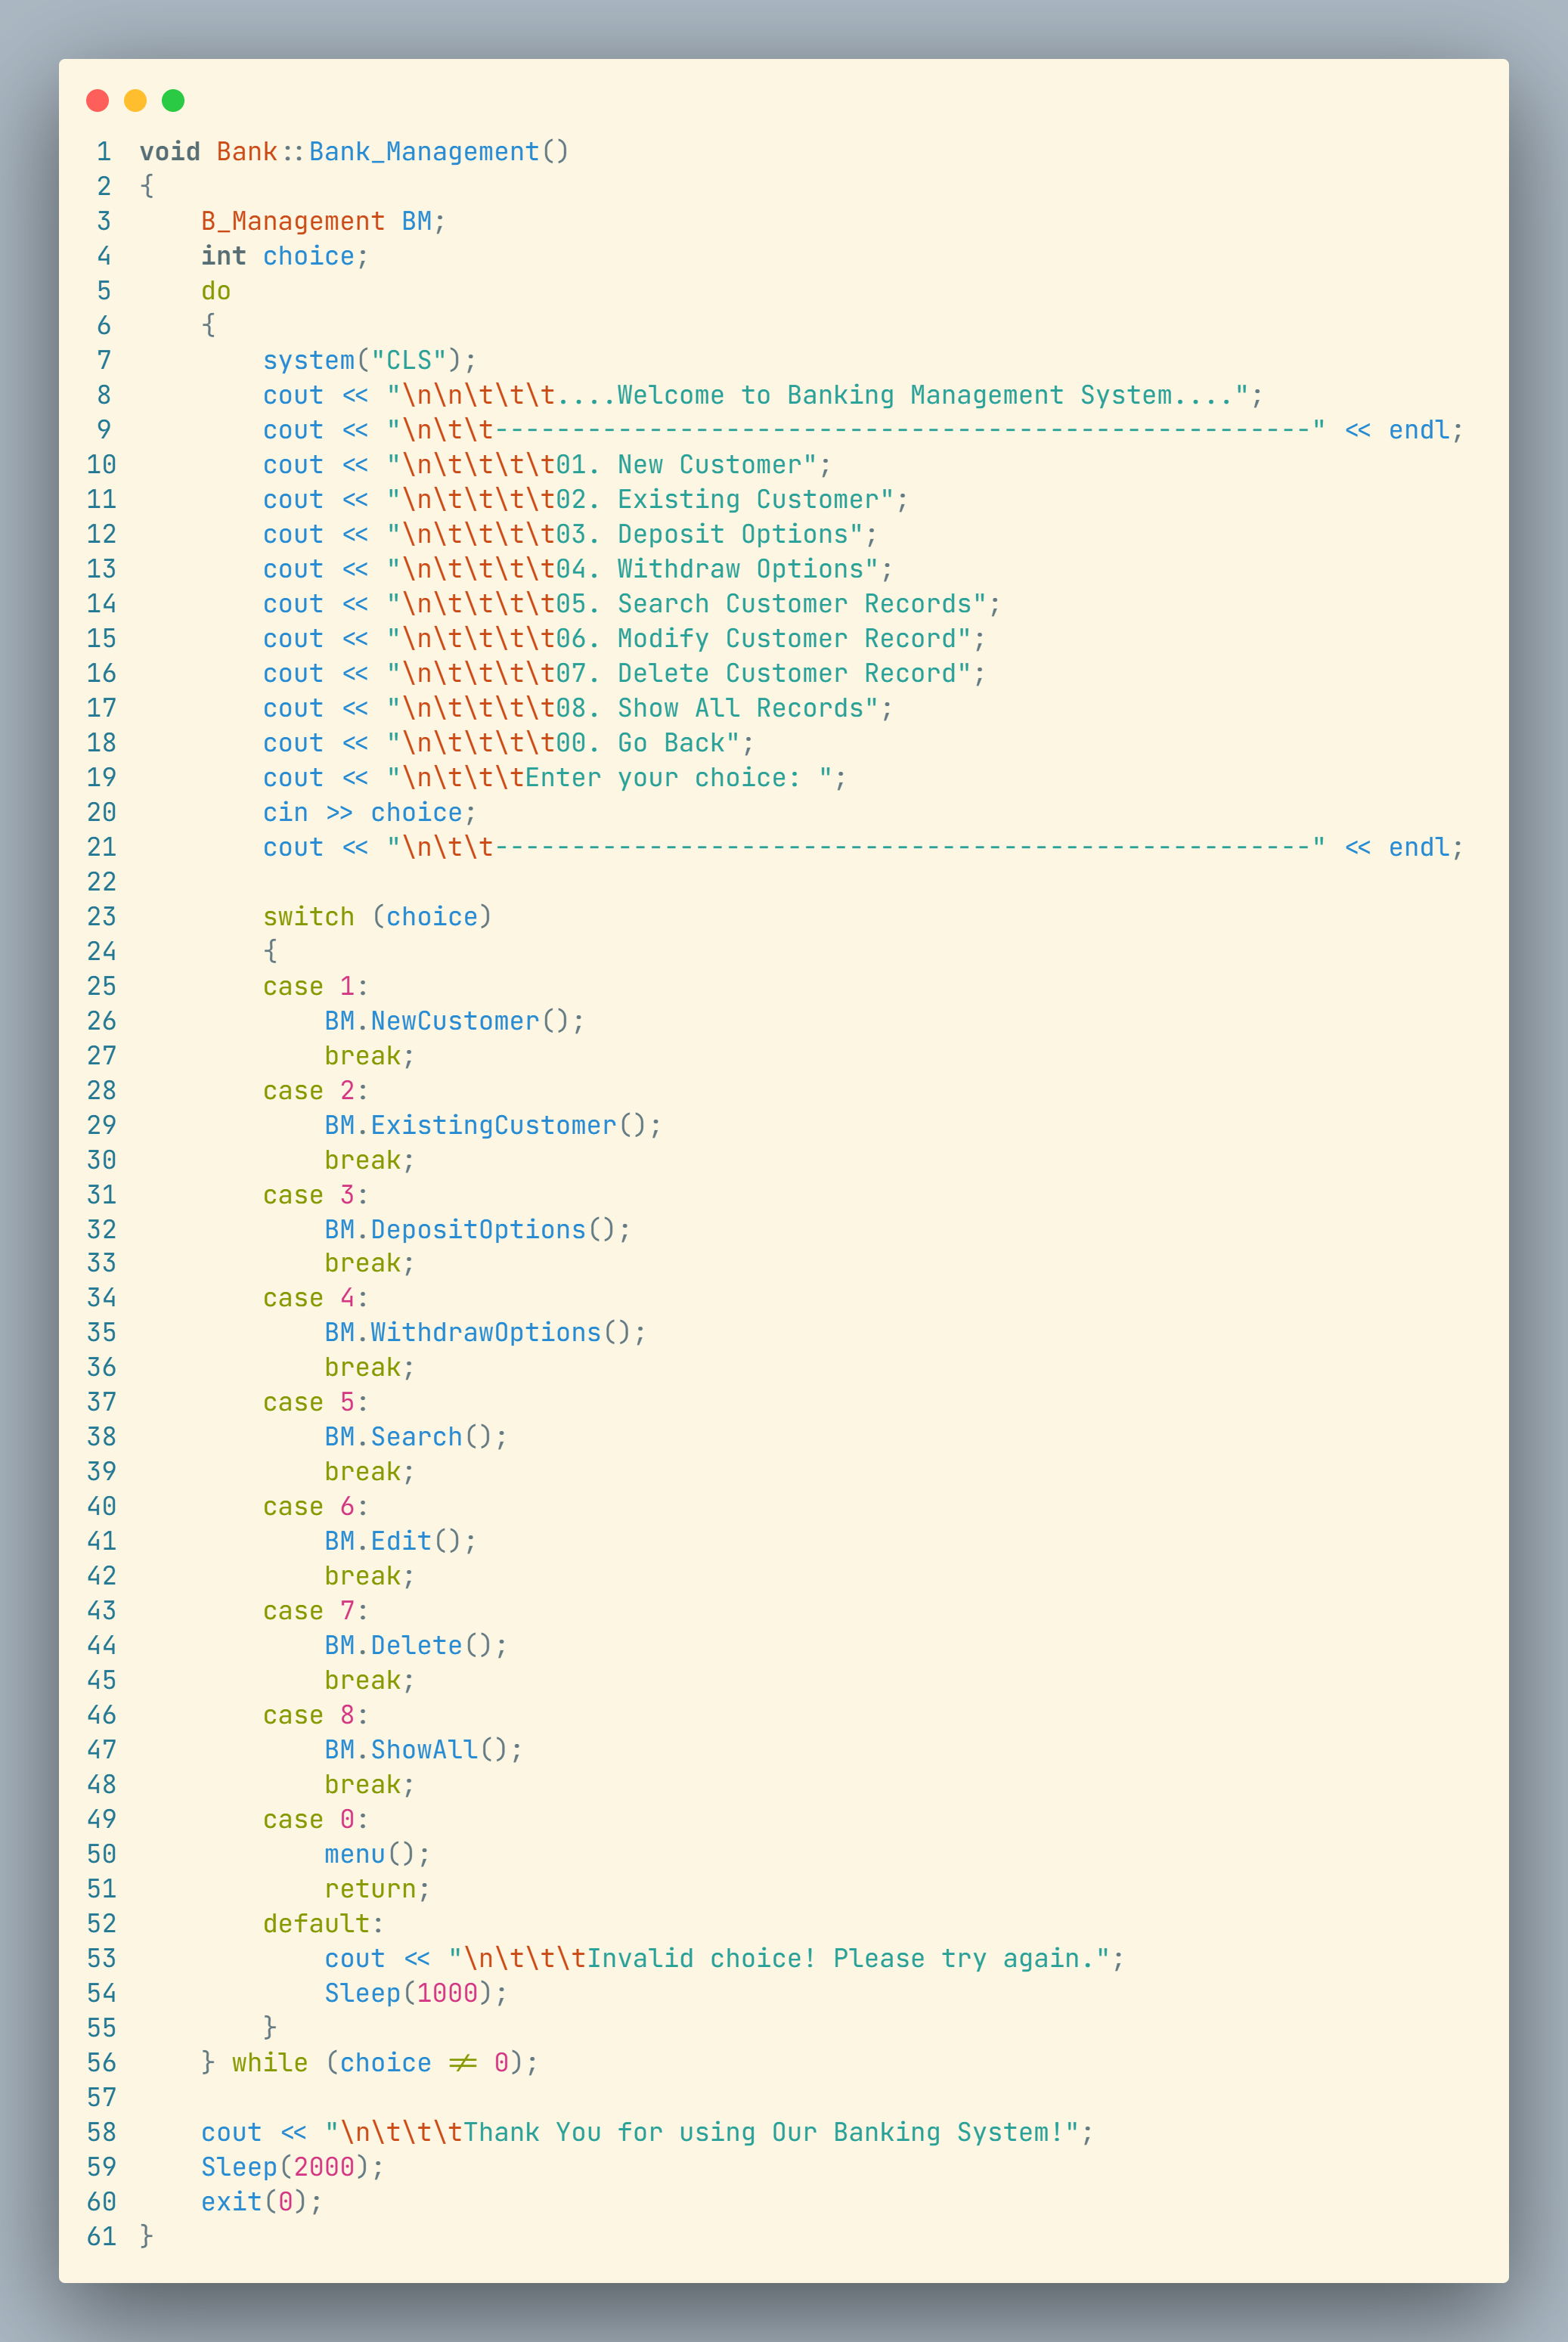 1 void Bank::Bank_Management()
2 {
3     B_Management BM;
4     int choice;
5     do
6     {
7         system("CLS");
8         cout << "\n\n\t\t\t....Welcome to Banking Management System....";
9         cout << "\n\t\t-----------------------------------------------------" << endl;
10         cout << "\n\t\t\t\t01. New Customer";
11         cout << "\n\t\t\t\t02. Existing Customer";
12         cout << "\n\t\t\t\t03. Deposit Options";
13         cout << "\n\t\t\t\t04. Withdraw Options";
14         cout << "\n\t\t\t\t05. Search Customer Records";
15         cout << "\n\t\t\t\t06. Modify Customer Record";
16         cout << "\n\t\t\t\t07. Delete Customer Record";
17         cout << "\n\t\t\t\t08. Show All Records";
18         cout << "\n\t\t\t\t00. Go Back";
19         cout << "\n\t\t\tEnter your choice: ";
20         cin >> choice;
21         cout << "\n\t\t-----------------------------------------------------" << endl;
22
23         switch (choice)
24         {
25         case 1:
26             BM.NewCustomer();
27             break;
28         case 2:
29             BM.ExistingCustomer();
30             break;
31         case 3:
32             BM.DepositOptions();
33             break;
34         case 4:
35             BM.WithdrawOptions();
36             break;
37         case 5:
38             BM.Search();
39             break;
40         case 6:
41             BM.Edit();
42             break;
43         case 7:
44             BM.Delete();
45             break;
46         case 8:
47             BM.ShowAll();
48             break;
49         case 0:
50             menu();
51             return;
52         default:
53             cout << "\n\t\t\tInvalid choice! Please try again.";
54             Sleep(1000);
55         }
56     } while (choice != 0);
57
58     cout << "\n\t\t\tThank You for using Our Banking System!";
59     Sleep(2000);
60     exit(0);
61 }